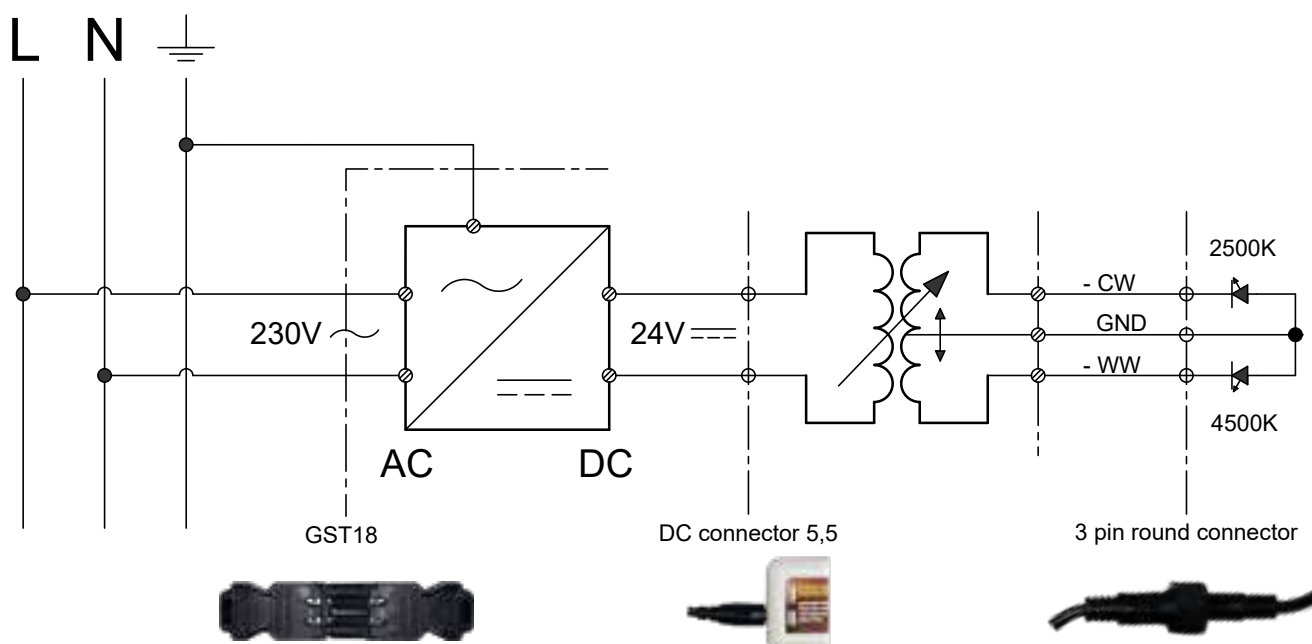 L N
2500K
- CW
230V
24V
GND
- WW
4500K
AC DC
GST18
DC connector 5,5
3 pin round connector